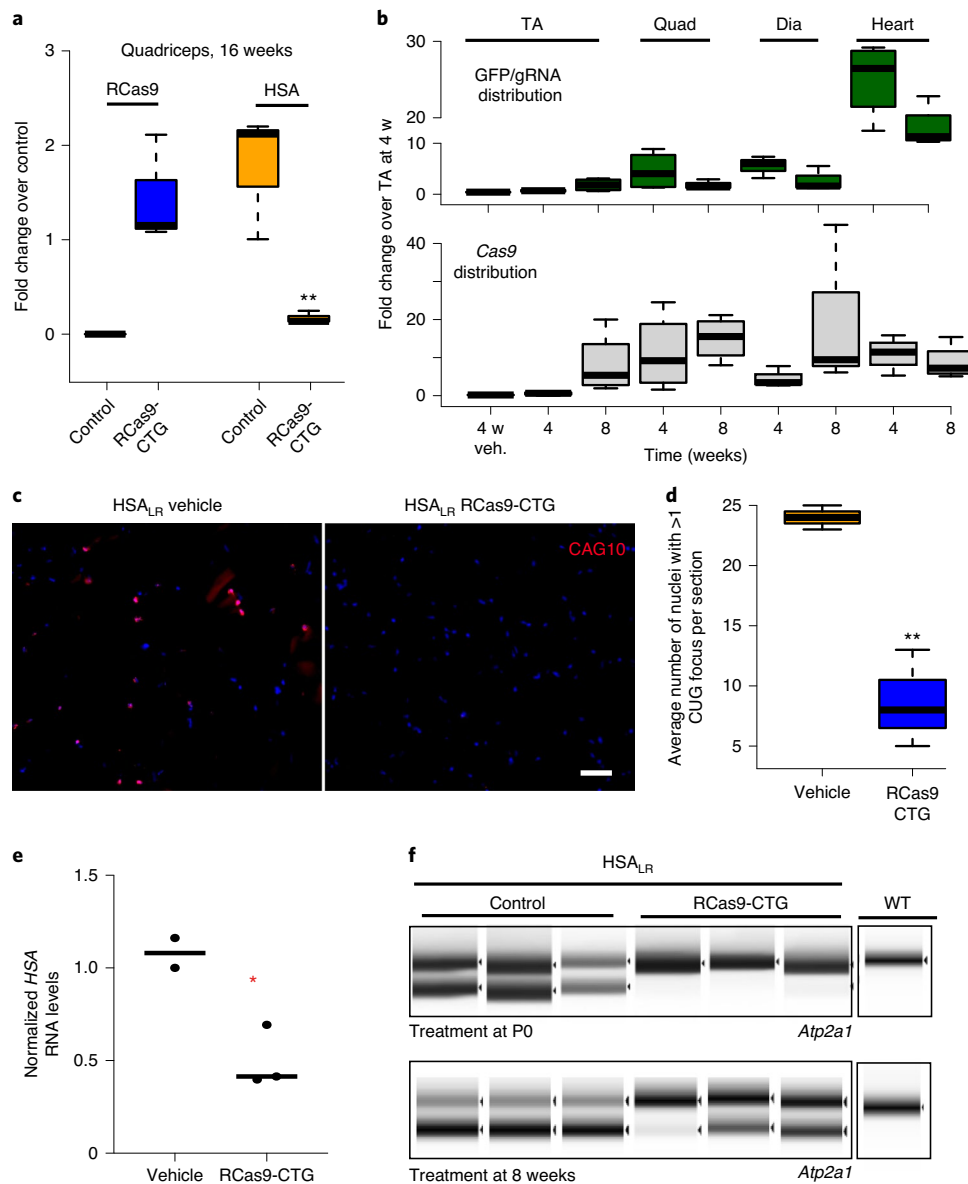 a
Quadriceps, 16 weeks
RCas9
HSA
Fold change over control
3
2
1
0
Control
RCas9-
CTG
Control
RCas9-
CTG
**
b
TA
Quad
Dia
Heart
GFP/gRNA
distribution
30
20
10
0
Fold change over TA at 4 w
Cas9
distribution
40
20
0
4 w
veh.
4
8
4
8
4
8
4
8
Time (weeks)
c
HSALR vehicle
HSALR RCas9-CTG
CAG10
d
Average number of nuclei with >1
CUG focus per section
25
20
15
10
5
**
Vehicle
RCas9
CTG
e
Normalized HSA
RNA levels
1.5
1.0
0.5
0
*
Vehicle
RCas9-CTG
f
HSALR
Control
RCas9-CTG
WT
Treatment at P0
Atp2a1
Treatment at 8 weeks
Atp2a1